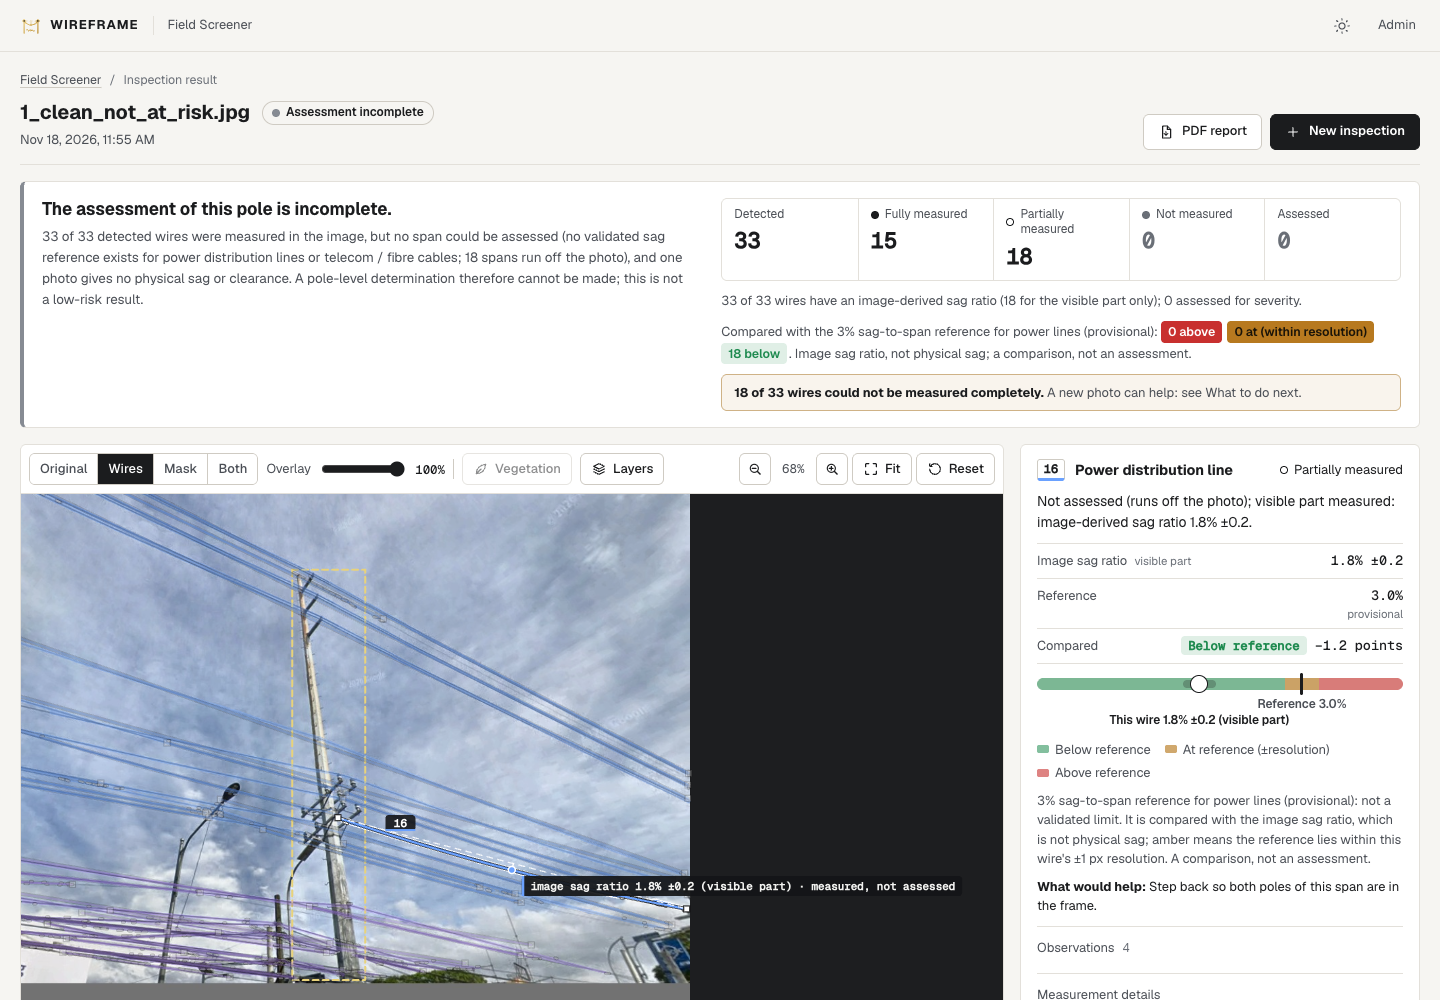 WIREFRAME
Field Screener
Admin
Field Screener / Inspection result
1_clean_not_at_risk.jpg
Assessment incomplete
Nov 18, 2026, 11:55 AM
PDF report
New inspection
The assessment of this pole is incomplete.
33 of 33 detected wires were measured in the image, but no span could be assessed (no validated sag
reference exists for power distribution lines or telecom / fibre cables; 18 spans run off the photo), and one
photo gives no physical sag or clearance. A pole-level determination therefore cannot be made; this is not
a low-risk result.
Detected
33
Fully measured
15
Partially
measured
18
Not measured
0
Assessed
0
33 of 33 wires have an image-derived sag ratio (18 for the visible part only); 0 assessed for severity.
Compared with the 3% sag-to-span reference for power lines (provisional): 0 above 0 at (within resolution)
18 below . Image sag ratio, not physical sag; a comparison, not an assessment.
18 of 33 wires could not be measured completely. A new photo can help: see What to do next.
Original Wires Mask Both Overlay 100% Vegetation Layers 68% Fit Reset
16
image sag ratio 1.8% ±0.2 (visible part) · measured, not assessed
16 Power distribution line
Partially measured
Not assessed (runs off the photo); visible part measured:
image-derived sag ratio 1.8% ±0.2.
Image sag ratio visible part 1.8% ±0.2
Reference 3.0%
provisional
Compared Below reference −1.2 points
Reference 3.0%
This wire 1.8% ±0.2 (visible part)
Below reference At reference (±resolution)
Above reference
3% sag-to-span reference for power lines (provisional): not a
validated limit. It is compared with the image sag ratio, which
is not physical sag; amber means the reference lies within this
wire's ±1 px resolution. A comparison, not an assessment.
What would help: Step back so both poles of this span are in
the frame.
Observations 4
Measurement details